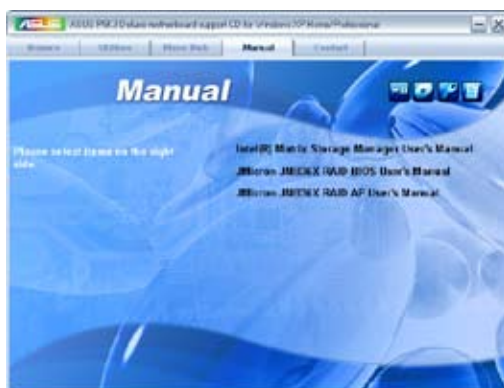 ASUS P5K3 Deluxe motherboard support CD for Windows XP Home/Professional
Drivers Utilities Make Disk Manual Contact
Manual
Please select items on the right
side.
Intel(R) Matrix Storage Manager User's Manual
JMicron JMB36X RAID BIOS User's Manual
JMicron JMB36X RAID AP User's Manual